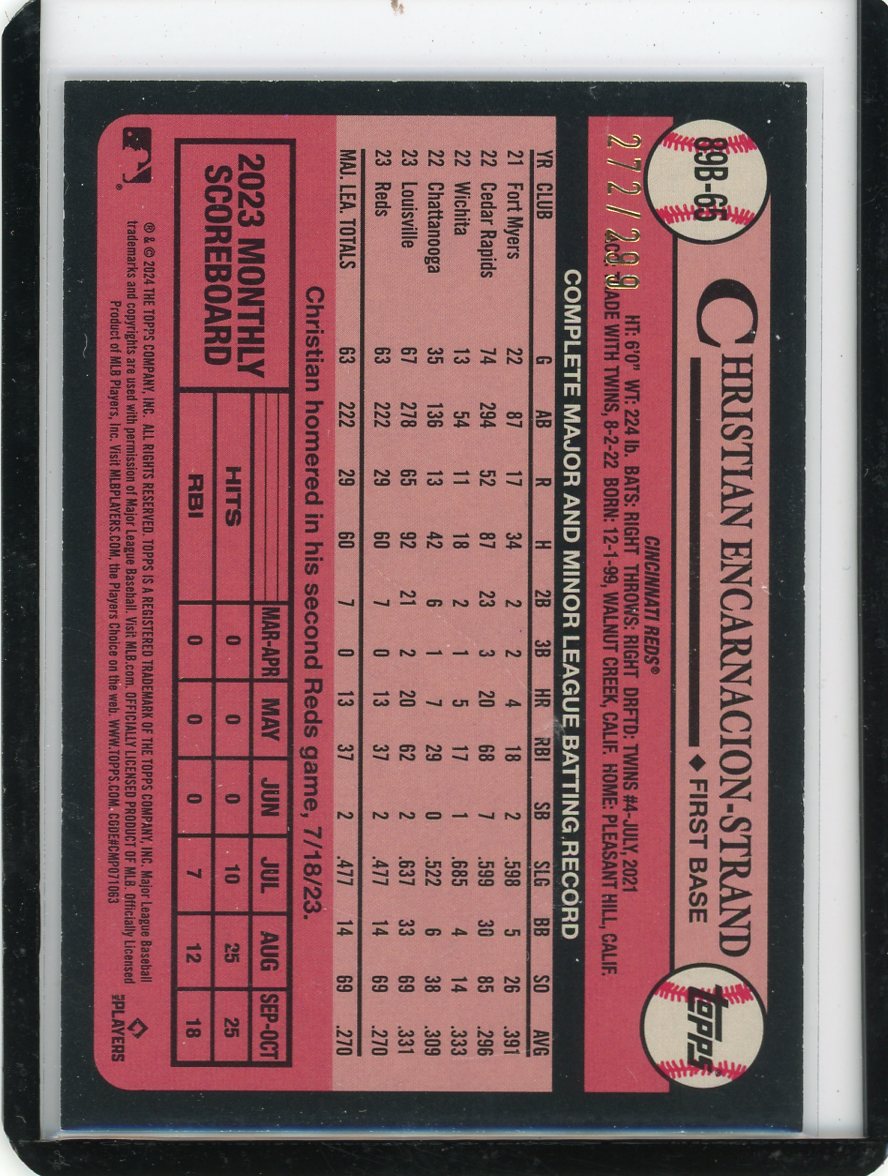 89B-65
CHRISTIAN ENCARNACION-STRAND
◆ FIRST BASE
topps
272/299
CINCINNATI REDS®
HT: 6'0" WT: 224 lb. BATS: RIGHT THROWS: RIGHT DRFTD: TWINS #4-JULY, 2021
ACQ: TRADE WITH TWINS, 8-2-22 BORN: 12-1-99, WALNUT CREEK, CALIF. HOME: PLEASANT HILL, CALIF.
COMPLETE MAJOR AND MINOR LEAGUE BATTING RECORD
YR CLUB G AB R H 2B 3B HR RBI SB SLG BB SO AVG
21 Fort Myers 22 87 17 34 2 2 4 18 2 .598 5 26 .391
22 Cedar Rapids 74 294 52 87 23 3 20 68 7 .599 30 85 .296
22 Wichita 13 54 11 18 2 1 5 17 1 .685 4 14 .333
22 Chattanooga 35 136 13 42 6 1 7 29 0 .522 6 38 .309
23 Louisville 67 278 65 92 21 2 20 62 2 .637 33 69 .331
23 Reds 63 222 29 60 7 0 13 37 2 .477 14 69 .270
MAJ. LEA. TOTALS 63 222 29 60 7 0 13 37 2 .477 14 69 .270
Christian homered in his second Reds game, 7/18/23.
2023 MONTHLY
SCOREBOARD
MAR-APR MAY JUN JUL AUG SEP-OCT
HITS 0 0 0 10 25 25
RBI 0 0 0 7 12 18
® & © 2024 THE TOPPS COMPANY, INC. ALL RIGHTS RESERVED. TOPPS IS A REGISTERED TRADEMARK OF THE TOPPS COMPANY, INC. Major League Baseball
trademarks and copyrights are used with permission of Major League Baseball. Visit MLB.com. OFFICIALLY LICENSED PRODUCT OF MLB. Officially Licensed
Product of MLB Players, Inc. Visit MLBPLAYERS.COM, the Players Choice on the web. WWW.TOPPS.COM. CODE#CMP071063
MLB PLAYERS